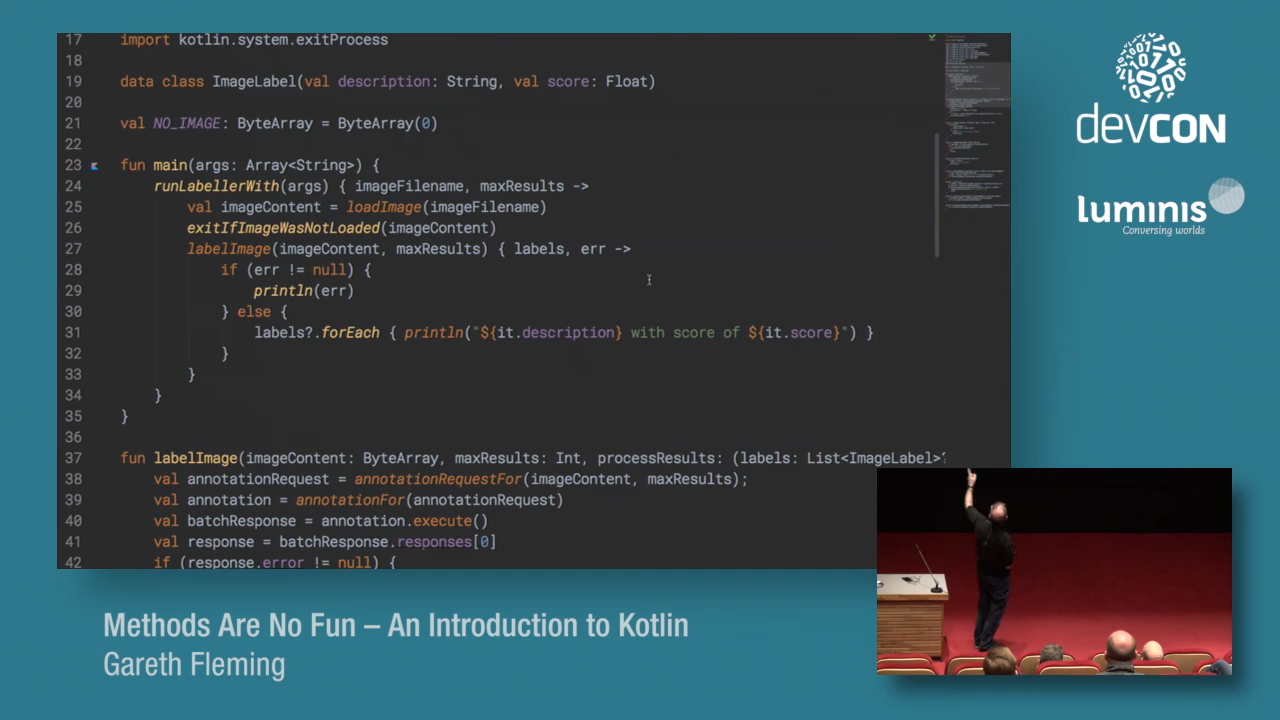 17 import kotlin.system.exitProcess
18
19 data class ImageLabel(val description: String, val score: Float)
20
21 val NO_IMAGE: ByteArray = ByteArray(0)
22
23 fun main(args: Array<String>) {
24 runLabellerWith(args) { imageFilename, maxResults ->
25 val imageContent = loadImage(imageFilename)
26 exitIfImageWasNotLoaded(imageContent)
27 labelImage(imageContent, maxResults) { labels, err ->
28 if (err != null) {
29 println(err)
30 } else {
31 labels?.forEach { println("${it.description} with score of ${it.score}") }
32 }
33 }
34 }
35 }
36
37 fun labelImage(imageContent: ByteArray, maxResults: Int, processResults: (labels: List<ImageLabel>?
38 val annotationRequest = annotationRequestFor(imageContent, maxResults);
39 val annotation = annotationFor(annotationRequest)
40 val batchResponse = annotation.execute()
41 val response = batchResponse.responses[0]
42 if (response.error != null) {
devcon
luminis
Conversing worlds
Methods Are No Fun – An Introduction to Kotlin
Gareth Fleming